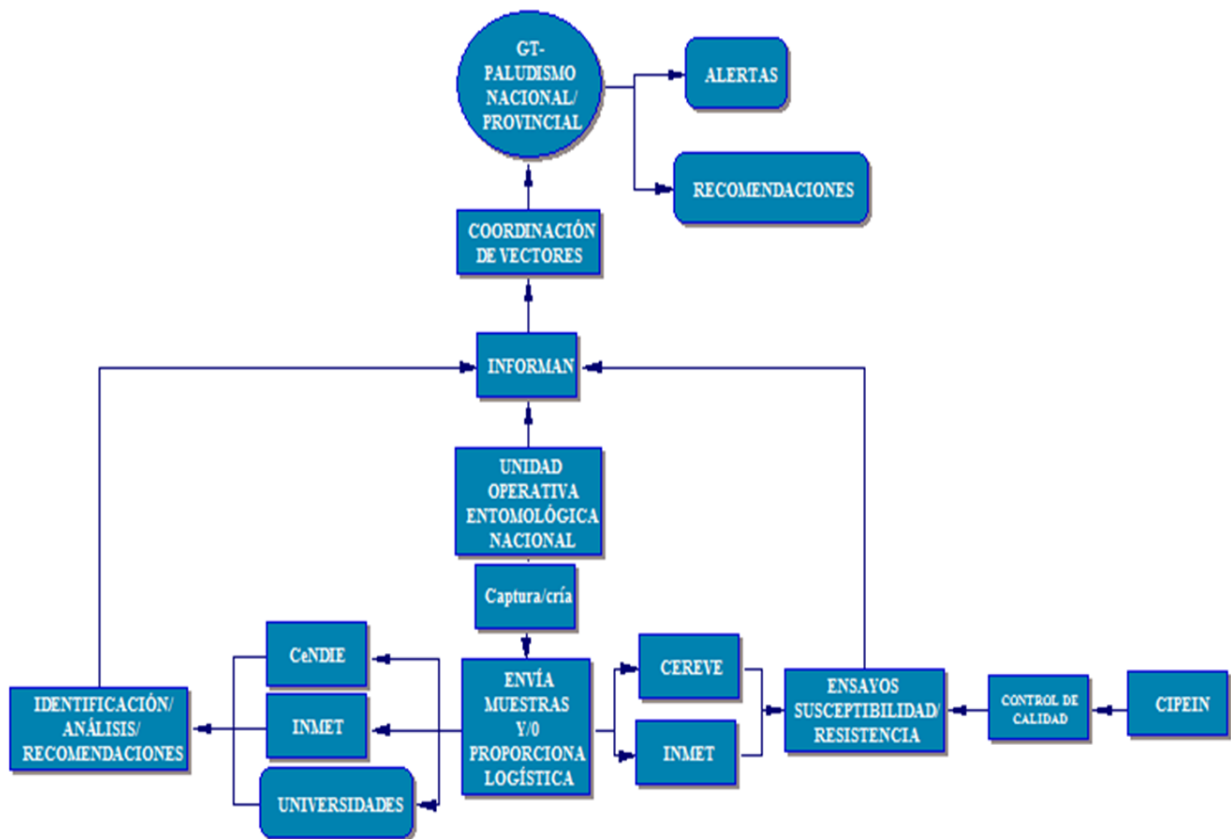 GT-
PALUDISMO
NACIONAL/
PROVINCIAL
ALERTAS
RECOMENDACIONES
COORDINACIÓN
DE VECTORES
INFORMAN
UNIDAD
OPERATIVA
ENTOMOLÓGICA
NACIONAL
Captura/cría
CeNDIE
INMET
UNIVERSIDADES
IDENTIFICACIÓN/
ANÁLISIS/
RECOMENDACIONES
ENVÍA
MUESTRAS
Y/0
PROPORCIONA
LOGÍSTICA
CEREVE
INMET
ENSAYOS
SUSCEPTIBILIDAD/
RESISTENCIA
CONTROL DE
CALIDAD
CIPEIN